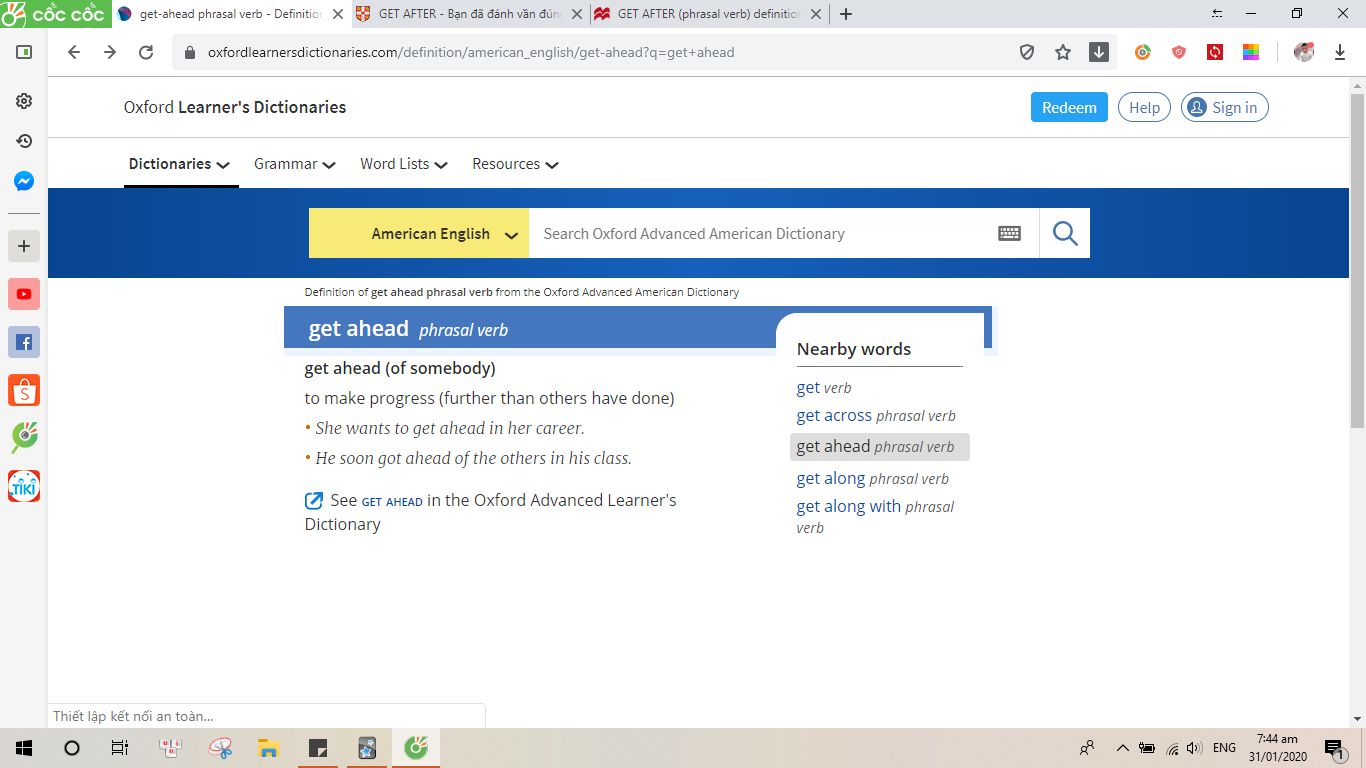 cốc cốc
get-ahead phrasal verb - Definition
GET AFTER - Bạn đã đánh vần đún
GET AFTER (phrasal verb) definition
oxfordlearnersdictionaries.com/definition/american_english/get-ahead?q=get+ahead
Oxford Learner's Dictionaries
Redeem
Help
Sign in
Dictionaries
Grammar
Word Lists
Resources
American English
Search Oxford Advanced American Dictionary
Definition of get ahead phrasal verb from the Oxford Advanced American Dictionary
get ahead phrasal verb
get ahead (of somebody)
to make progress (further than others have done)
• She wants to get ahead in her career.
• He soon got ahead of the others in his class.
See GET AHEAD in the Oxford Advanced Learner's
Dictionary
Nearby words
get verb
get across phrasal verb
get ahead phrasal verb
get along phrasal verb
get along with phrasal
verb
TIKI
Thiết lập kết nối an toàn...
ENG
7:44 am
31/01/2020
1